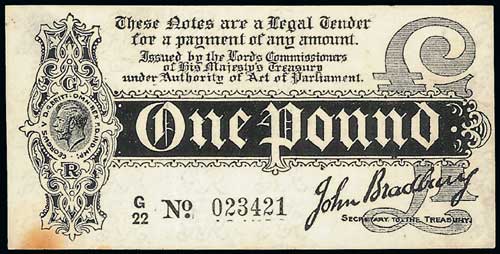 These Notes are a Legal Tender
for a payment of any amount.
Issued by the Lords Commissioners
of His Majesty's Treasury
under Authority of Act of Parliament.
£
GEORGIVS V D.G. BRITT: OMN: REX F.D. IND: IMP:
G
R
One Pound
G
22 No. 023421
John Bradbury
SECRETARY TO THE TREASURY.
£1